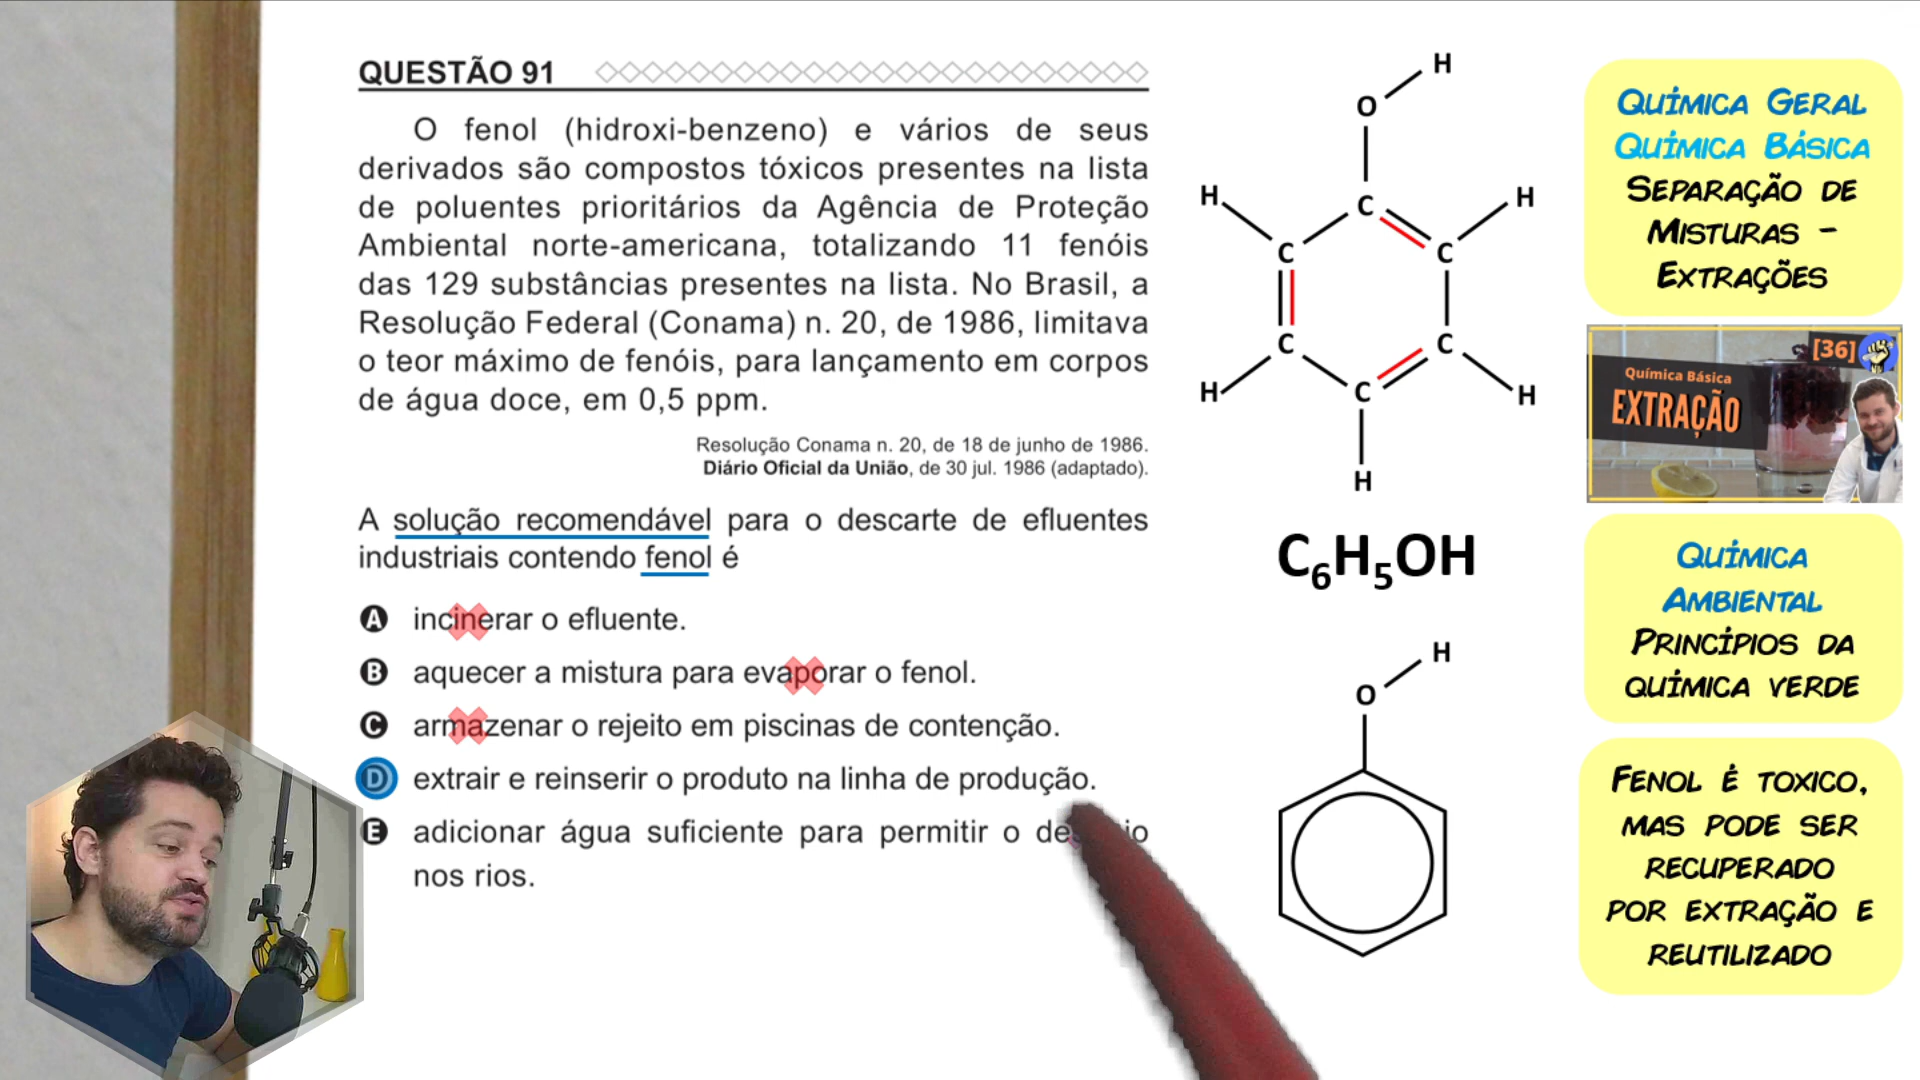 QUESTÃO 91
O fenol (hidroxi-benzeno) e vários de seus
derivados são compostos tóxicos presentes na lista
de poluentes prioritários da Agência de Proteção
Ambiental norte-americana, totalizando 11 fenóis
das 129 substâncias presentes na lista. No Brasil, a
Resolução Federal (Conama) n. 20, de 1986, limitava
o teor máximo de fenóis, para lançamento em corpos
de água doce, em 0,5 ppm.
Resolução Conama n. 20, de 18 de junho de 1986.
Diário Oficial da União, de 30 jul. 1986 (adaptado).
A solução recomendável para o descarte de efluentes
industriais contendo fenol é
A incinerar o efluente.
B aquecer a mistura para evaporar o fenol.
C armazenar o rejeito em piscinas de contenção.
D extrair e reinserir o produto na linha de produção.
E adicionar água suficiente para permitir o
nos rios.
H
O
H C H
C C
C C
H C H
H
C₆H₅OH
H
O
QUÍMICA GERAL
QUÍMICA BÁSICA
SEPARAÇÃO DE
MISTURAS -
EXTRAÇÕES
[36]
Química Básica
EXTRAÇÃO
QUÍMICA
AMBIENTAL
PRINCÍPIOS DA
QUÍMICA VERDE
FENOL É TOXICO,
MAS PODE SER
RECUPERADO
POR EXTRAÇÃO E
REUTILIZADO